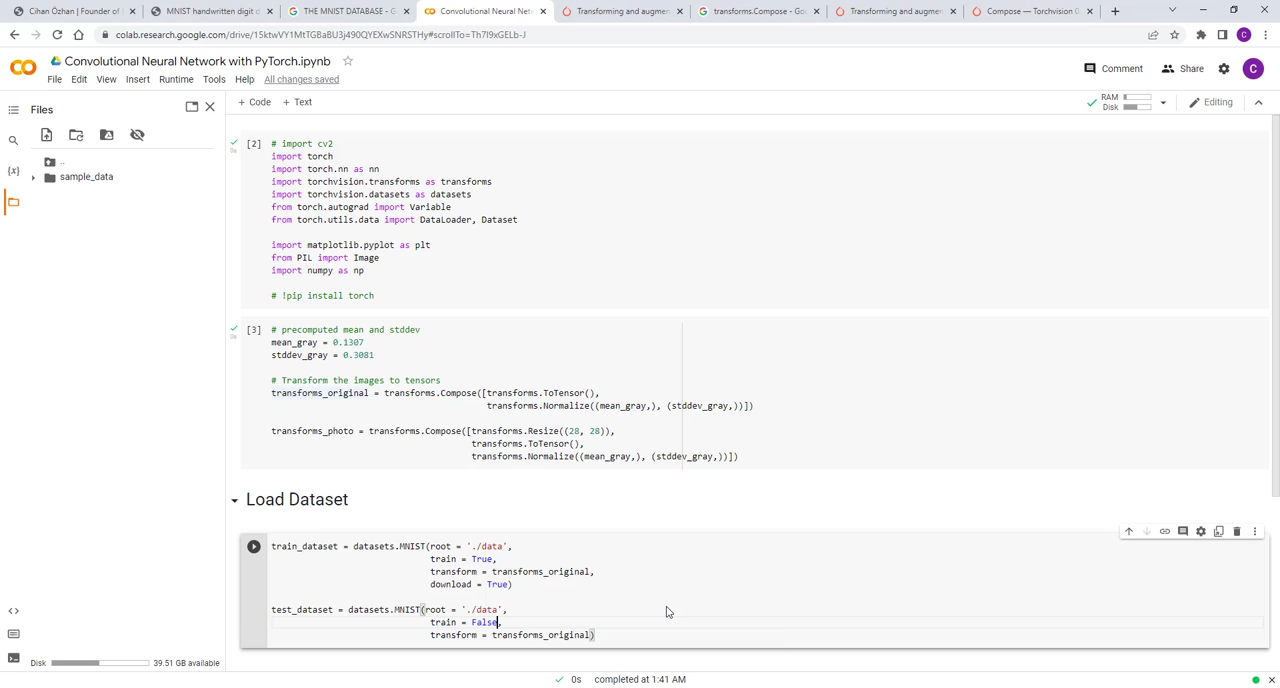 Cihan Özhan | Founder of
MNIST handwritten digit d
THE MNIST DATABASE - G
Convolutional Neural Netw
Transforming and augmen
transforms.Compose - Goo
Transforming and augmen
Compose — Torchvision 0.
colab.research.google.com/drive/15ktwVY1MtTGBaBU3j490QYEXwSNRSTHy#scrollTo=Th7I9xGELb-J
C
CO
Convolutional Neural Network with PyTorch.ipynb
File Edit View Insert Runtime Tools Help All changes saved
Comment
Share
C
Files
+ Code + Text
RAM
Disk
Editing
..
sample_data
{x}
[2]
0s
# import cv2
import torch
import torch.nn as nn
import torchvision.transforms as transforms
import torchvision.datasets as datasets
from torch.autograd import Variable
from torch.utils.data import DataLoader, Dataset
import matplotlib.pyplot as plt
from PIL import Image
import numpy as np
# !pip install torch
[3]
0s
# precomputed mean and stddev
mean_gray = 0.1307
stddev_gray = 0.3081
# Transform the images to tensors
transforms_original = transforms.Compose([transforms.ToTensor(),
transforms.Normalize((mean_gray,), (stddev_gray,))])
transforms_photo = transforms.Compose([transforms.Resize((28, 28)),
transforms.ToTensor(),
transforms.Normalize((mean_gray,), (stddev_gray,))])
Load Dataset
train_dataset = datasets.MNIST(root = './data',
train = True,
transform = transforms_original,
download = True)
test_dataset = datasets.MNIST(root = './data',
train = False,
transform = transforms_original)
Disk
39.51 GB available
0s completed at 1:41 AM